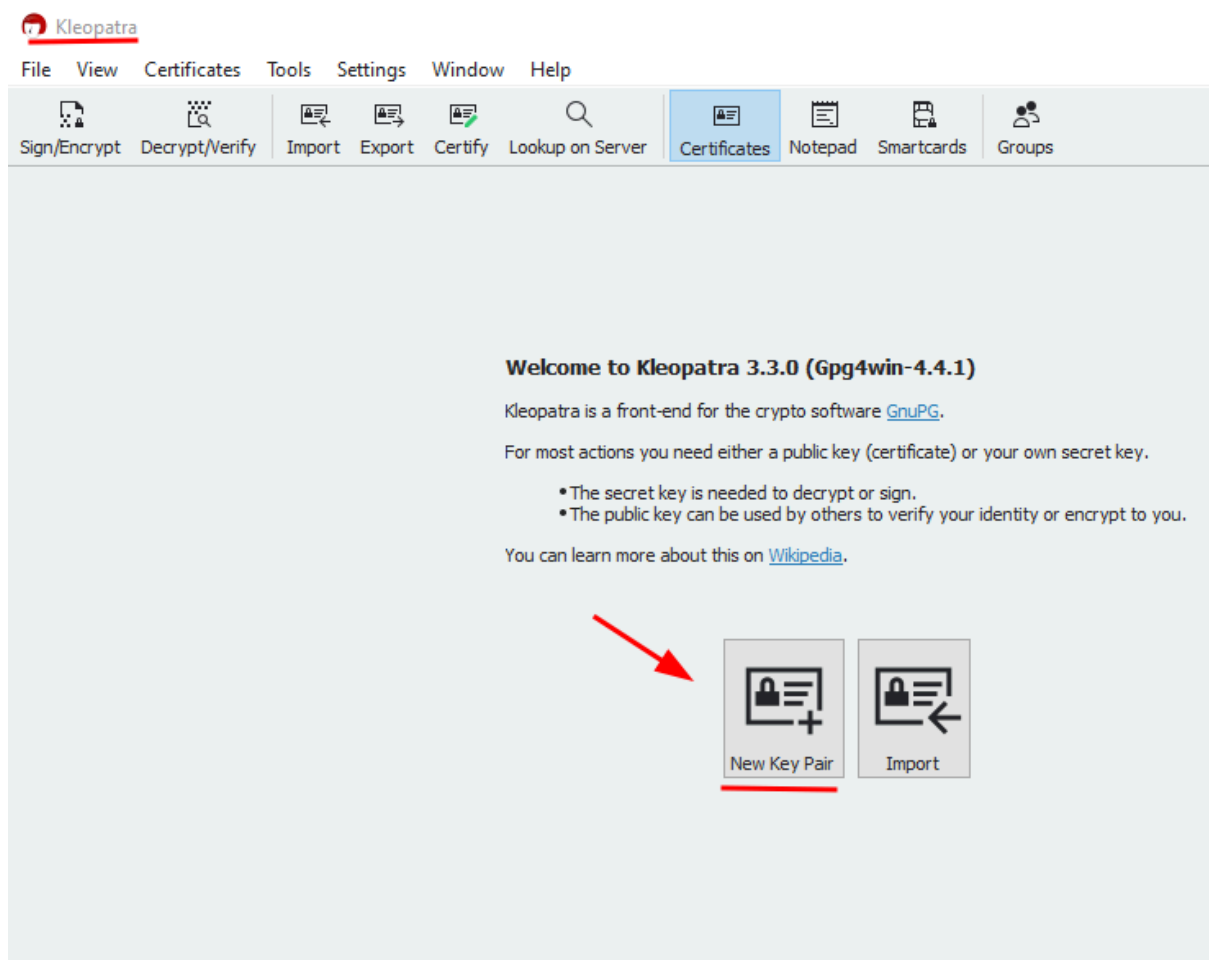 Kleopatra
File View Certificates Tools Settings Window Help
Sign/Encrypt Decrypt/Verify Import Export Certify Lookup on Server Certificates Notepad Smartcards Groups
Welcome to Kleopatra 3.3.0 (Gpg4win-4.4.1)
Kleopatra is a front-end for the crypto software GnuPG.
For most actions you need either a public key (certificate) or your own secret key.
•The secret key is needed to decrypt or sign.
•The public key can be used by others to verify your identity or encrypt to you.
You can learn more about this on Wikipedia.
New Key Pair Import